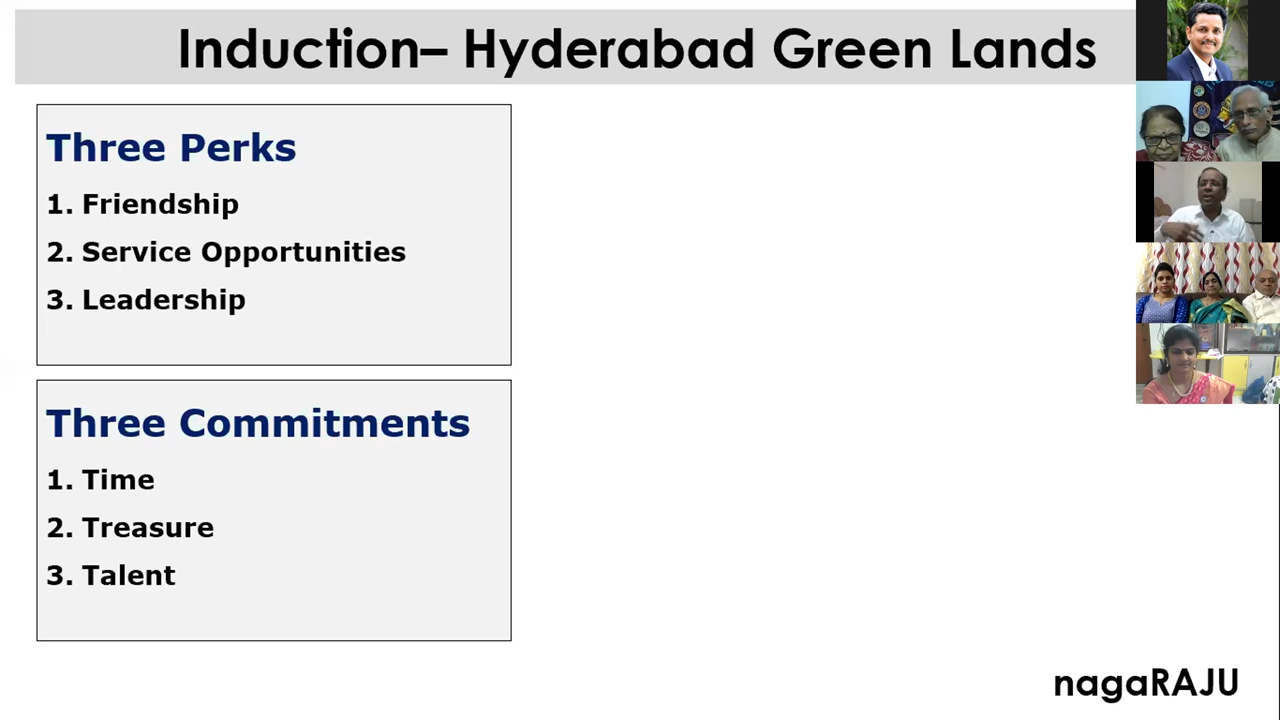 Induction– Hyderabad Green Lands
Three Perks
1. Friendship
2. Service Opportunities
3. Leadership
Three Commitments
1. Time
2. Treasure
3. Talent
nagaRAJU